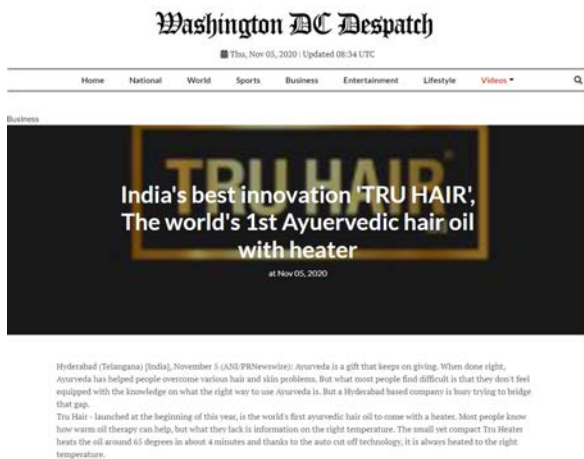 Washington DC Despatch
Thu, Nov 05, 2020 | Updated 08:34 UTC
Home National World Sports Business Entertainment Lifestyle Videos
Business
TRU HAIR
India's best innovation 'TRU HAIR',
The world's 1st Ayuervedic hair oil
with heater
at Nov 05, 2020
Hyderabad (Telangana) [India], November 5 (ANI/PRNewswire): Ayurveda is a gift that keeps on giving. When done right,
Ayurveda has helped people overcome various hair and skin problems. But what most people find difficult is that they don't feel
equipped with the knowledge on what the right way to use Ayurveda is. But a Hyderabad based company is busy trying to bridge
that gap.
Tru Hair - launched at the beginning of this year, is the world's first ayurvedic hair oil to come with a heater. Most people know
how warm oil therapy can help, but what they lack is information on the right temperature. The small yet compact Tru Heater
heats the oil around 65 degrees in about 4 minutes and thanks to the auto cut off technology, it is always heated to the right
temperature.